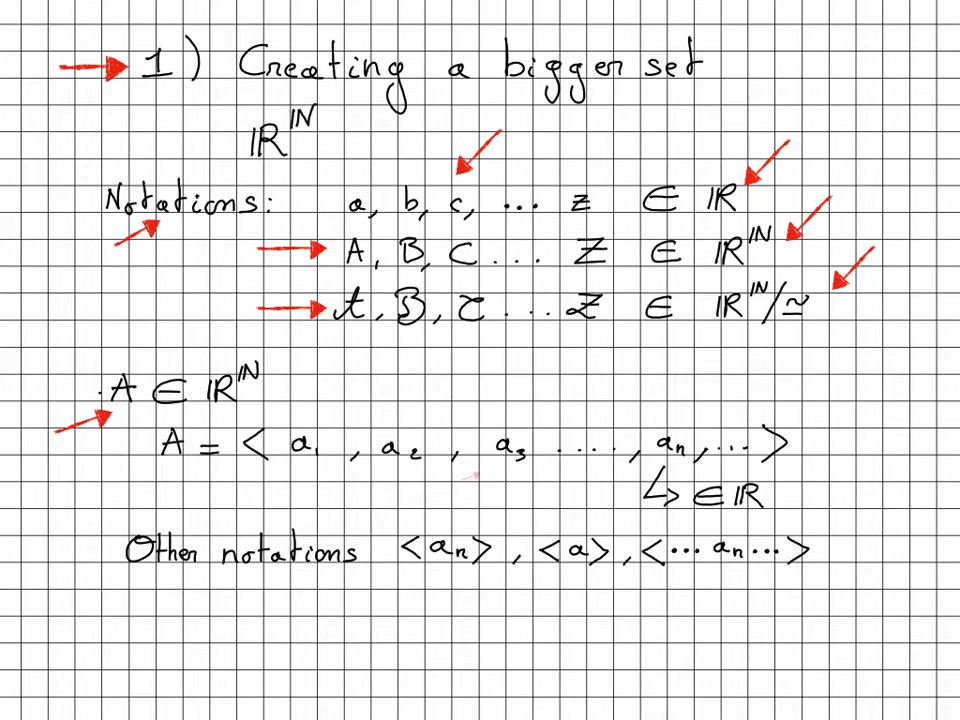 1) Creating a bigger set
ℝ^ℕ
Notations: a, b, c, ... z ∈ ℝ
A, B, C ... Z ∈ ℝ^ℕ
𝒜, ℬ, 𝒞 ... 𝒵 ∈ ℝ^ℕ/≃
A ∈ ℝ^ℕ
A = < a₁ , a₂ , a₃ ...., aₙ, ... >
↳ ∈ ℝ
Other notations <aₙ>, <a>, <... aₙ ...>